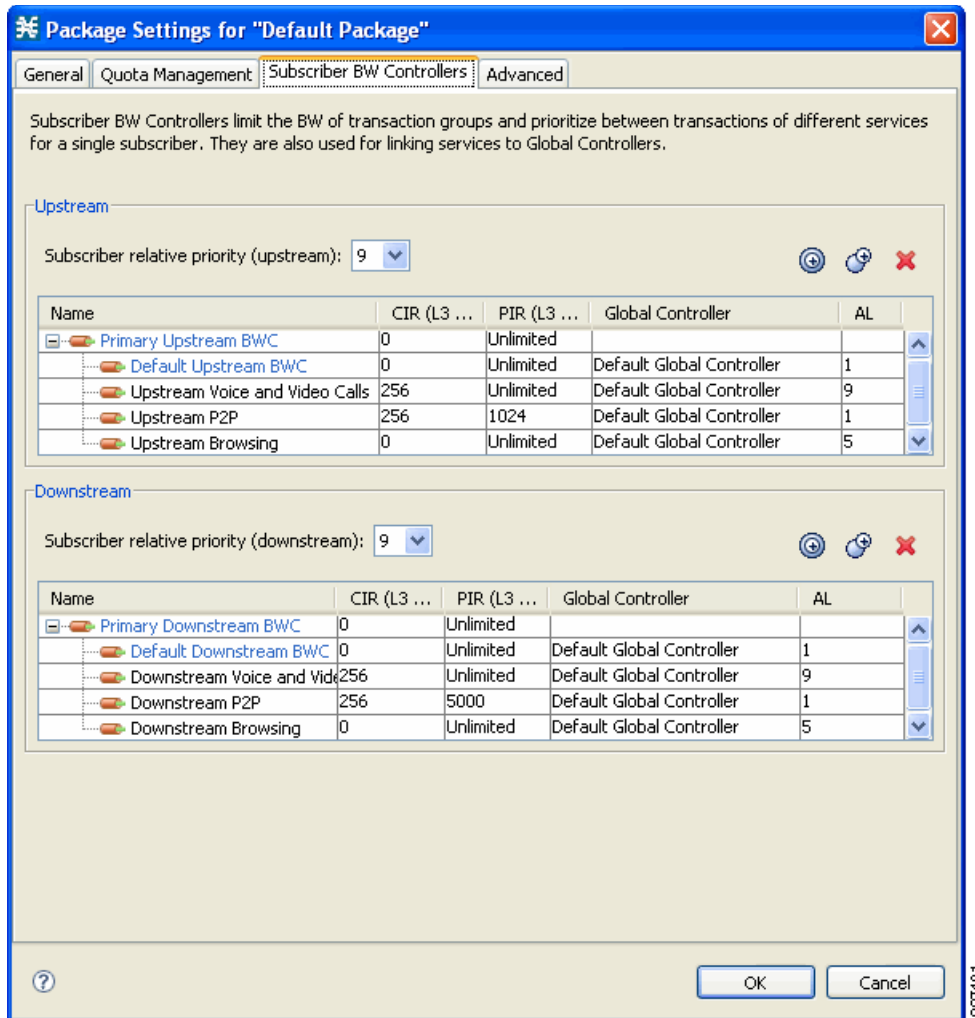 Package Settings for "Default Package"
General Quota Management Subscriber BW Controllers Advanced
Subscriber BW Controllers limit the BW of transaction groups and prioritize between transactions of different services
for a single subscriber. They are also used for linking services to Global Controllers.
Upstream
Subscriber relative priority (upstream): 9
Name CIR (L3 ... PIR (L3 ... Global Controller AL
Primary Upstream BWC 0 Unlimited
Default Upstream BWC 0 Unlimited Default Global Controller 1
Upstream Voice and Video Calls 256 Unlimited Default Global Controller 9
Upstream P2P 256 1024 Default Global Controller 1
Upstream Browsing 0 Unlimited Default Global Controller 5
Downstream
Subscriber relative priority (downstream): 9
Name CIR (L3 ... PIR (L3 ... Global Controller AL
Primary Downstream BWC 0 Unlimited
Default Downstream BWC 0 Unlimited Default Global Controller 1
Downstream Voice and Vide 256 Unlimited Default Global Controller 9
Downstream P2P 256 5000 Default Global Controller 1
Downstream Browsing 0 Unlimited Default Global Controller 5
OK Cancel